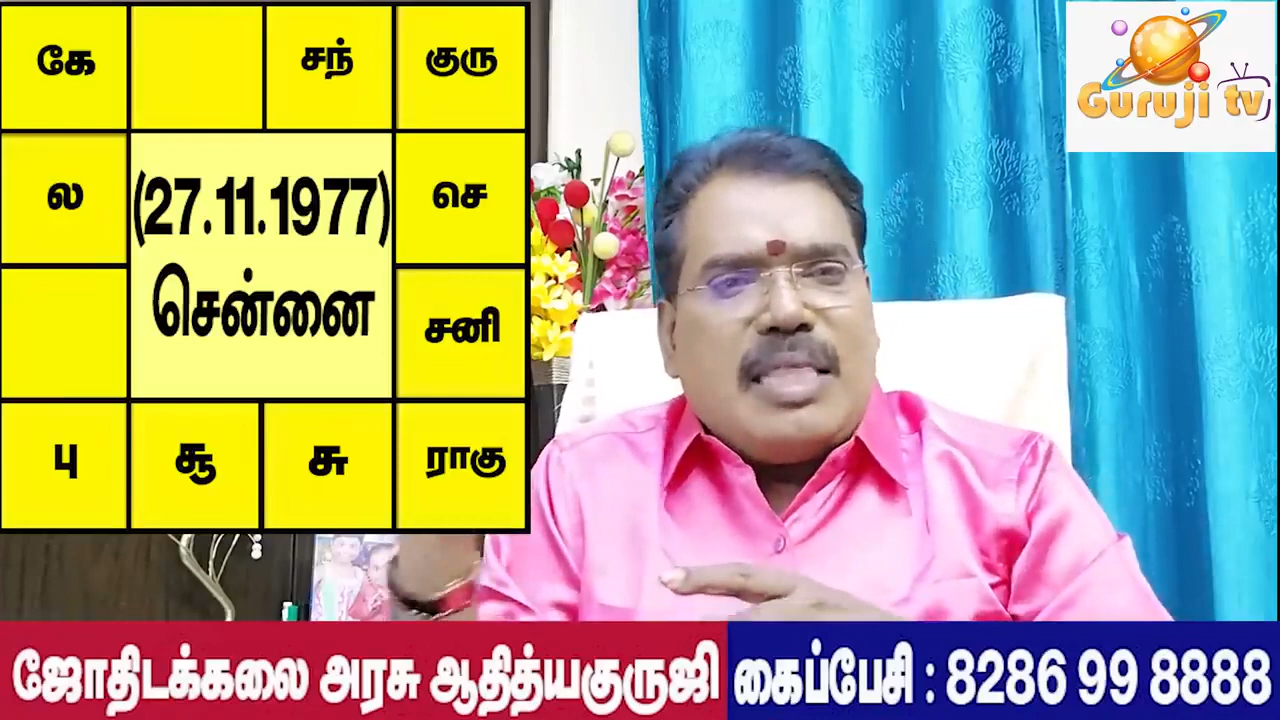 கே
சந்
குரு
Guruji tv
ல
(27.11.1977)
சென்னை
செ
சனி
பு
சூ
சு
ராகு
ஜோதிடக்கலை அரசு ஆதித்யகுருஜி
கைப்பேசி : 8286 99 8888